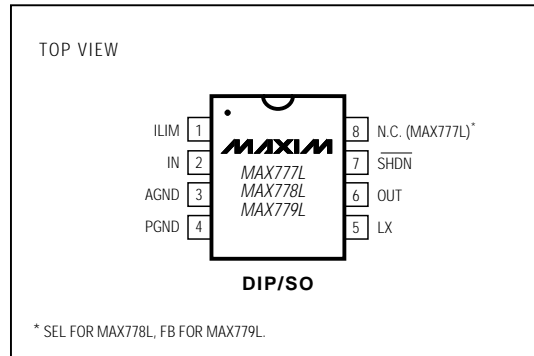 TOP VIEW
ILIM 1
IN 2
AGND 3
PGND 4
MAXIM
MAX777L
MAX778L
MAX779L
8 N.C. (MAX777L)*
7 SHDN
6 OUT
5 LX
DIP/SO
* SEL FOR MAX778L, FB FOR MAX779L.